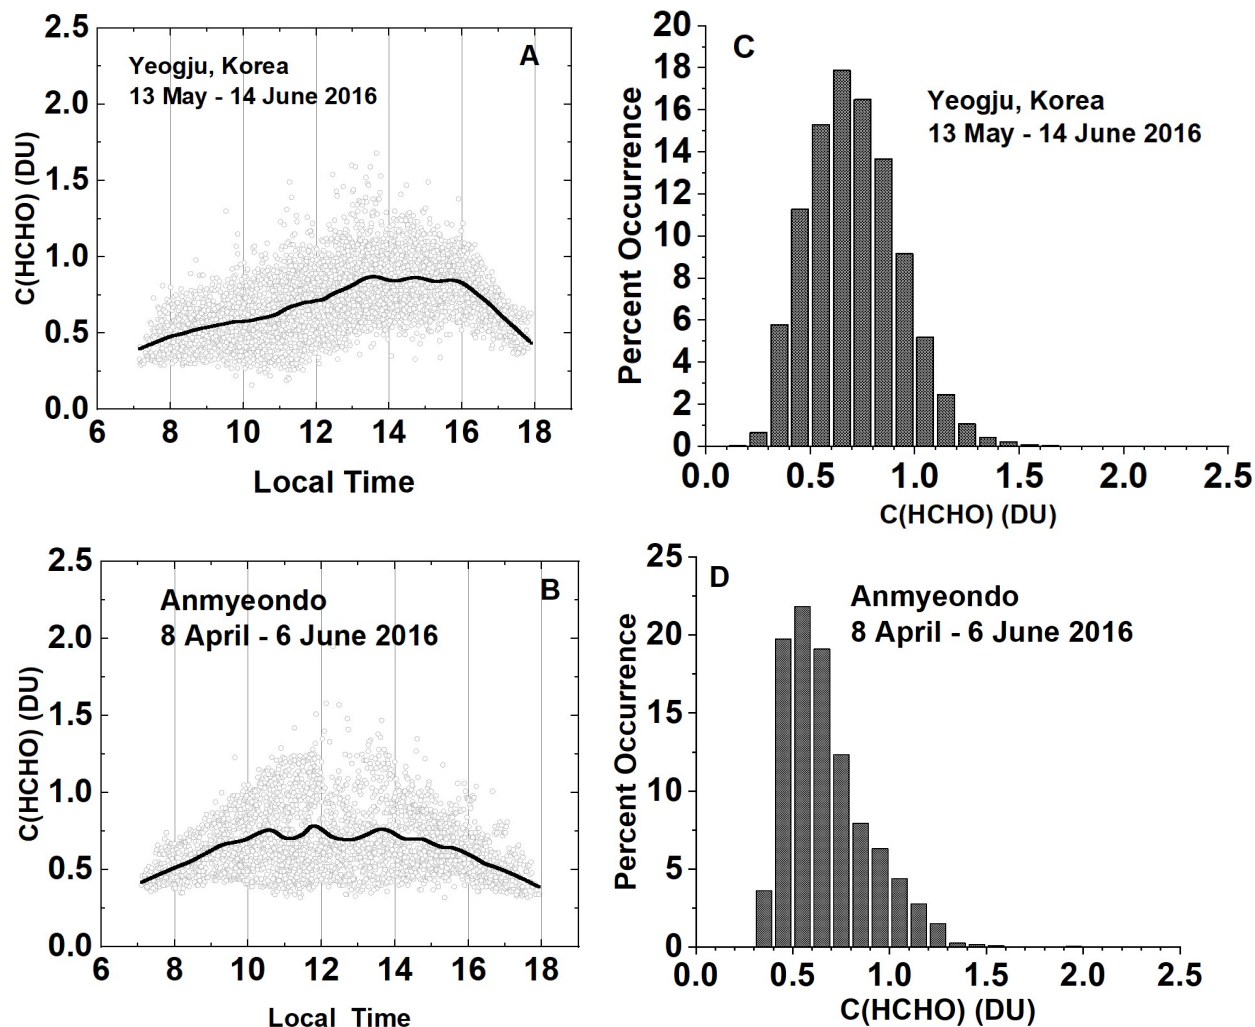 2.5
2.0
1.5
1.0
0.5
0.0
C(HCHO) (DU)
A
Yeogju, Korea
13 May - 14 June 2016
6 8 10 12 14 16 18
Local Time
20
18
16
14
12
10
8
6
4
2
0
Percent Occurrence
C
Yeogju, Korea
13 May - 14 June 2016
0.0 0.5 1.0 1.5 2.0 2.5
C(HCHO) (DU)
2.5
2.0
1.5
1.0
0.5
0.0
C(HCHO) (DU)
B
Anmyeondo
8 April - 6 June 2016
6 8 10 12 14 16 18
Local Time
25
20
15
10
5
0
Percent Occurrence
D
Anmyeondo
8 April - 6 June 2016
0.0 0.5 1.0 1.5 2.0 2.5
C(HCHO) (DU)